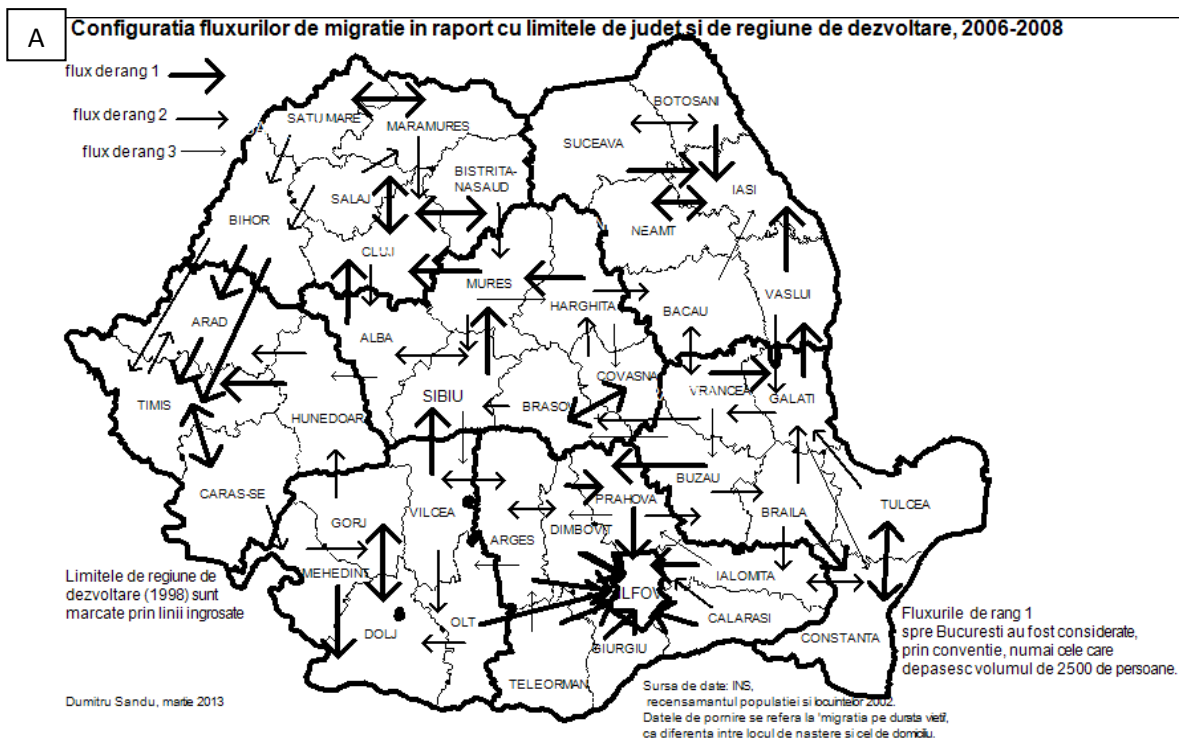 A
Configuratia fluxurilor de migratie in raport cu limitele de judet si de regiune de dezvoltare, 2006-2008
flux de rang 1
flux de rang 2
flux de rang 3
SATU MARE
MARAMURES
BOTOSANI
SUCEAVA
BISTRITA-
NASAUD
SALAJ
IASI
BIHOR
NEAMT
CLUJ
MURES
HARGHITA
VASLUI
BACAU
ARAD
ALBA
COVASNA
VRANCEA
GALATI
TIMIS
SIBIU
BRASOV
HUNEDOAR
BUZAU
CARAS-SE
PRAHOVA
TULCEA
VILCEA
GORJ
BRAILA
DIMBOVIT
ARGES
IALOMITA
MEHEDINT
ILFOV
Limitele de regiune de
dezvoltare (1998) sunt
marcate prin linii ingrosate
CALARASI
OLT
DOLJ
CONSTANTA
GIURGIU
TELEORMAN
Fluxurile de rang 1
spre Bucuresti au fost considerate,
prin conventie, numai cele care
depasesc volumul de 2500 de persoane.
Dumitru Sandu, martie 2013
Sursa de date: INS,
recensamantul populatiei si locuintelor 2002.
Datele de pornire se refera la 'migratia pe durata vietii',
ca diferenta intre locul de nastere si cel de domiciliu.